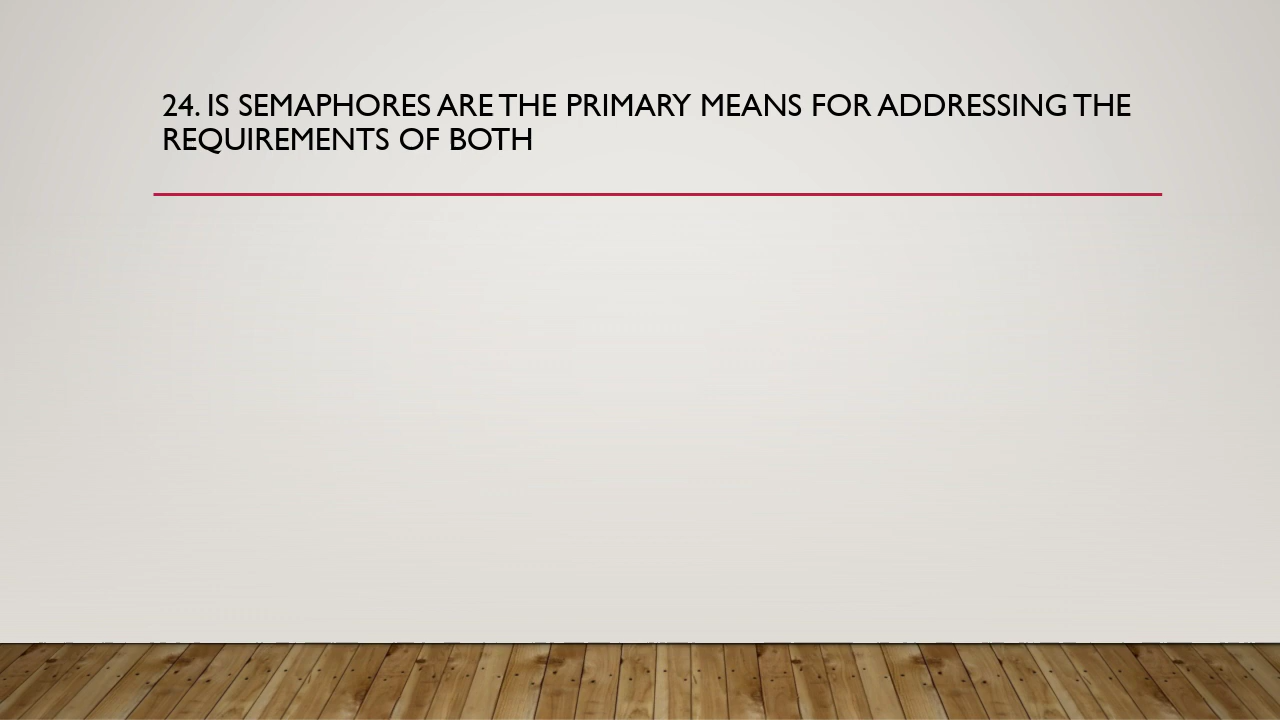 24. IS SEMAPHORES ARE THE PRIMARY MEANS FOR ADDRESSING THE
REQUIREMENTS OF BOTH